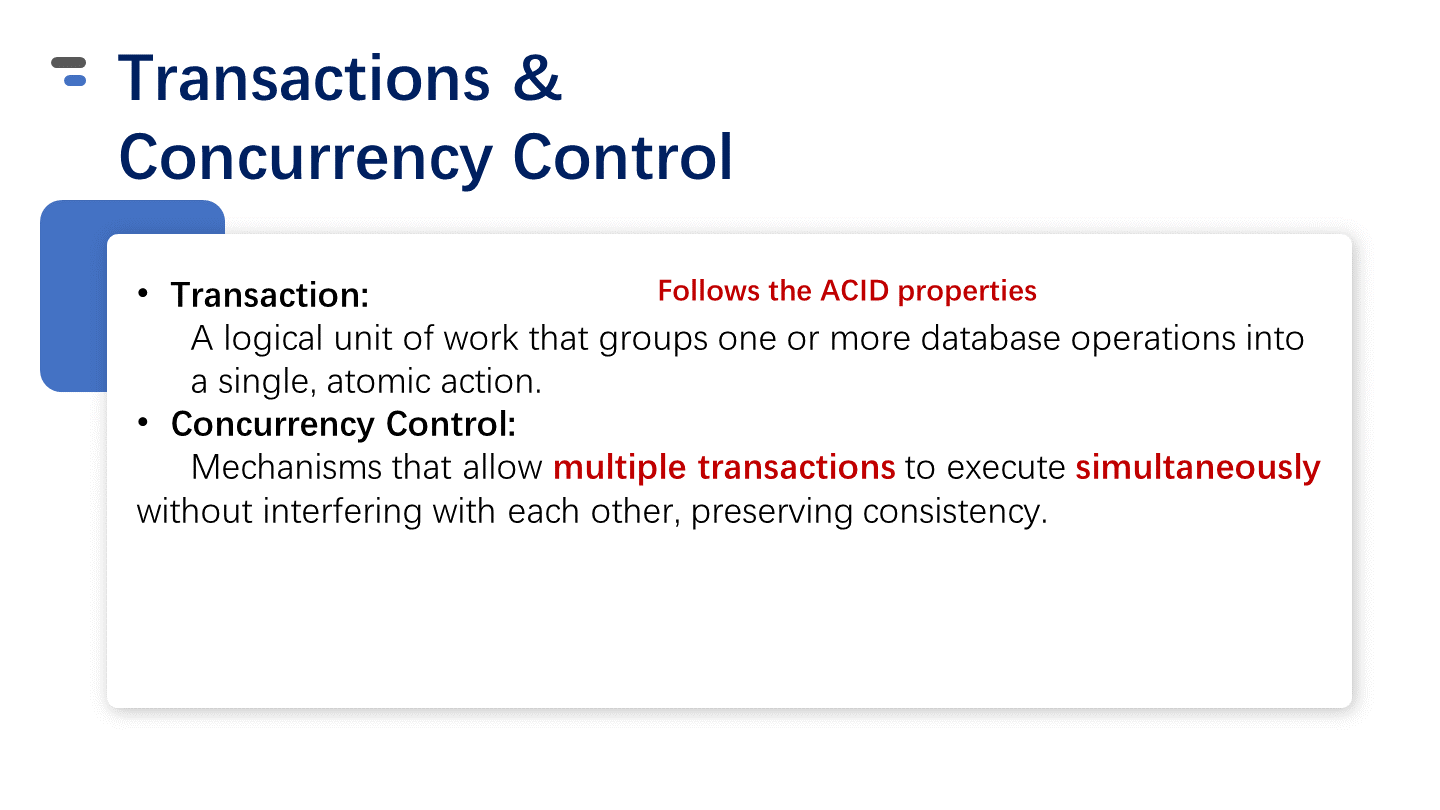 Transactions &
Concurrency Control
• Transaction:
Follows the ACID properties
A logical unit of work that groups one or more database operations into
a single, atomic action.
• Concurrency Control:
Mechanisms that allow multiple transactions to execute simultaneously
without interfering with each other, preserving consistency.